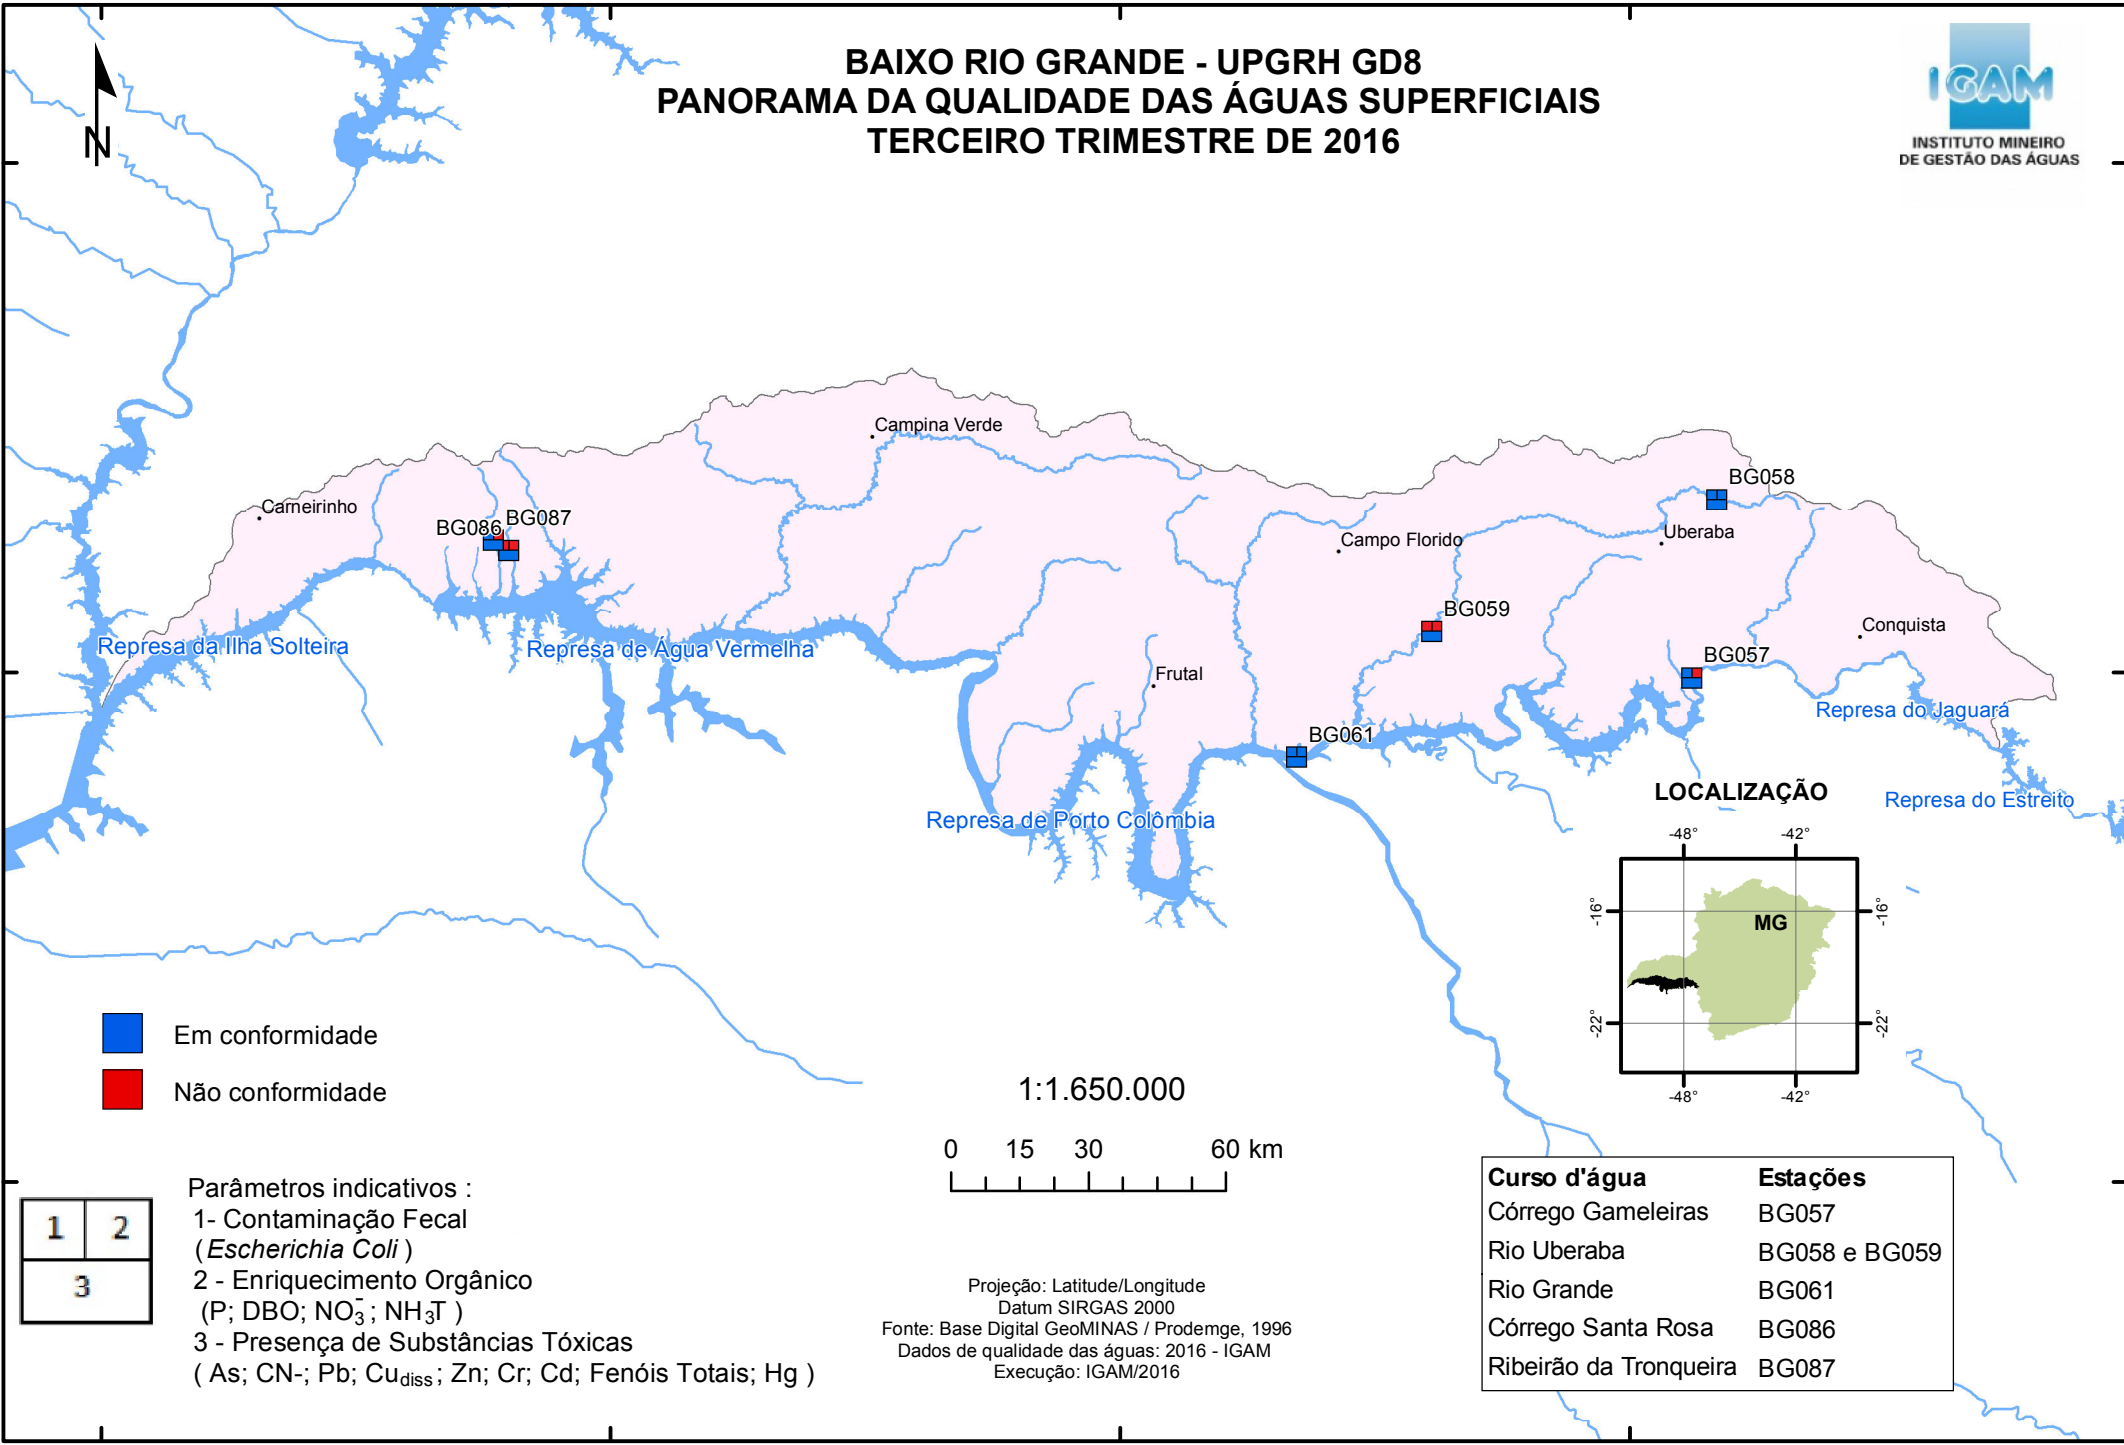 BAIXO RIO GRANDE - UPGRH GD8
PANORAMA DA QUALIDADE DAS ÁGUAS SUPERFICIAIS
TERCEIRO TRIMESTRE DE 2016
IGAM
INSTITUTO MINEIRO
DE GESTÃO DAS ÁGUAS
N
Campina Verde
Carneirinho
BG086
BG087
BG058
Uberaba
Campo Florido
BG059
Conquista
BG057
Represa da Ilha Solteira
Represa de Água Vermelha
Frutal
Represa do Jaguará
BG061
Represa de Porto Colômbia
Represa do Estreito
LOCALIZAÇÃO
-48° -42°
-16° -16°
MG
-22° -22°
-48° -42°
Em conformidade
Não conformidade
1:1.650.000
0 15 30 60 km
1 2
3
Parâmetros indicativos :
1- Contaminação Fecal
(Escherichia Coli )
2 - Enriquecimento Orgânico
(P; DBO; NO3-; NH3T )
3 - Presença de Substâncias Tóxicas
( As; CN-; Pb; Cudiss; Zn; Cr; Cd; Fenóis Totais; Hg )
Projeção: Latitude/Longitude
Datum SIRGAS 2000
Fonte: Base Digital GeoMINAS / Prodemge, 1996
Dados de qualidade das águas: 2016 - IGAM
Execução: IGAM/2016
Curso d'água Estações
Córrego Gameleiras BG057
Rio Uberaba BG058 e BG059
Rio Grande BG061
Córrego Santa Rosa BG086
Ribeirão da Tronqueira BG087